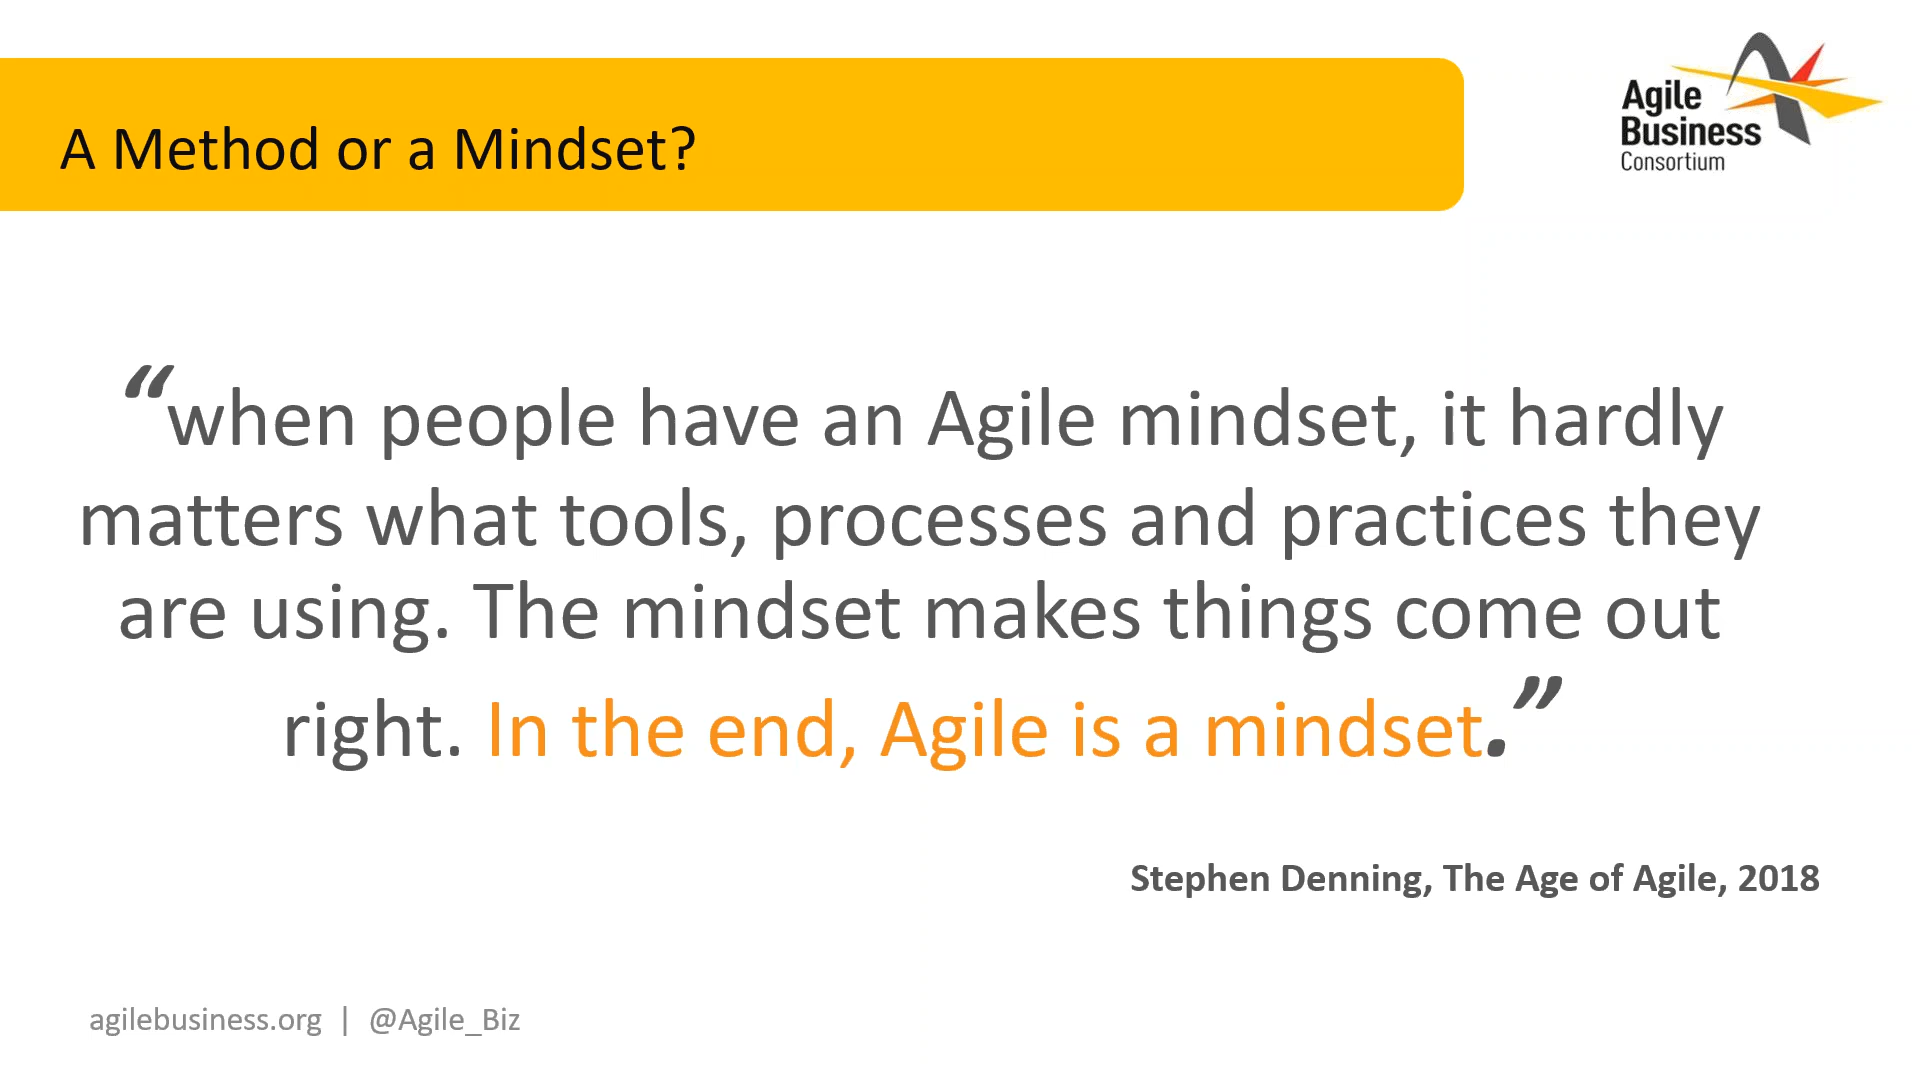 A Method or a Mindset?
Agile
Business
Consortium
“when people have an Agile mindset, it hardly
matters what tools, processes and practices they
are using. The mindset makes things come out
right. In the end, Agile is a mindset.”
Stephen Denning, The Age of Agile, 2018
agilebusiness.org | @Agile_Biz